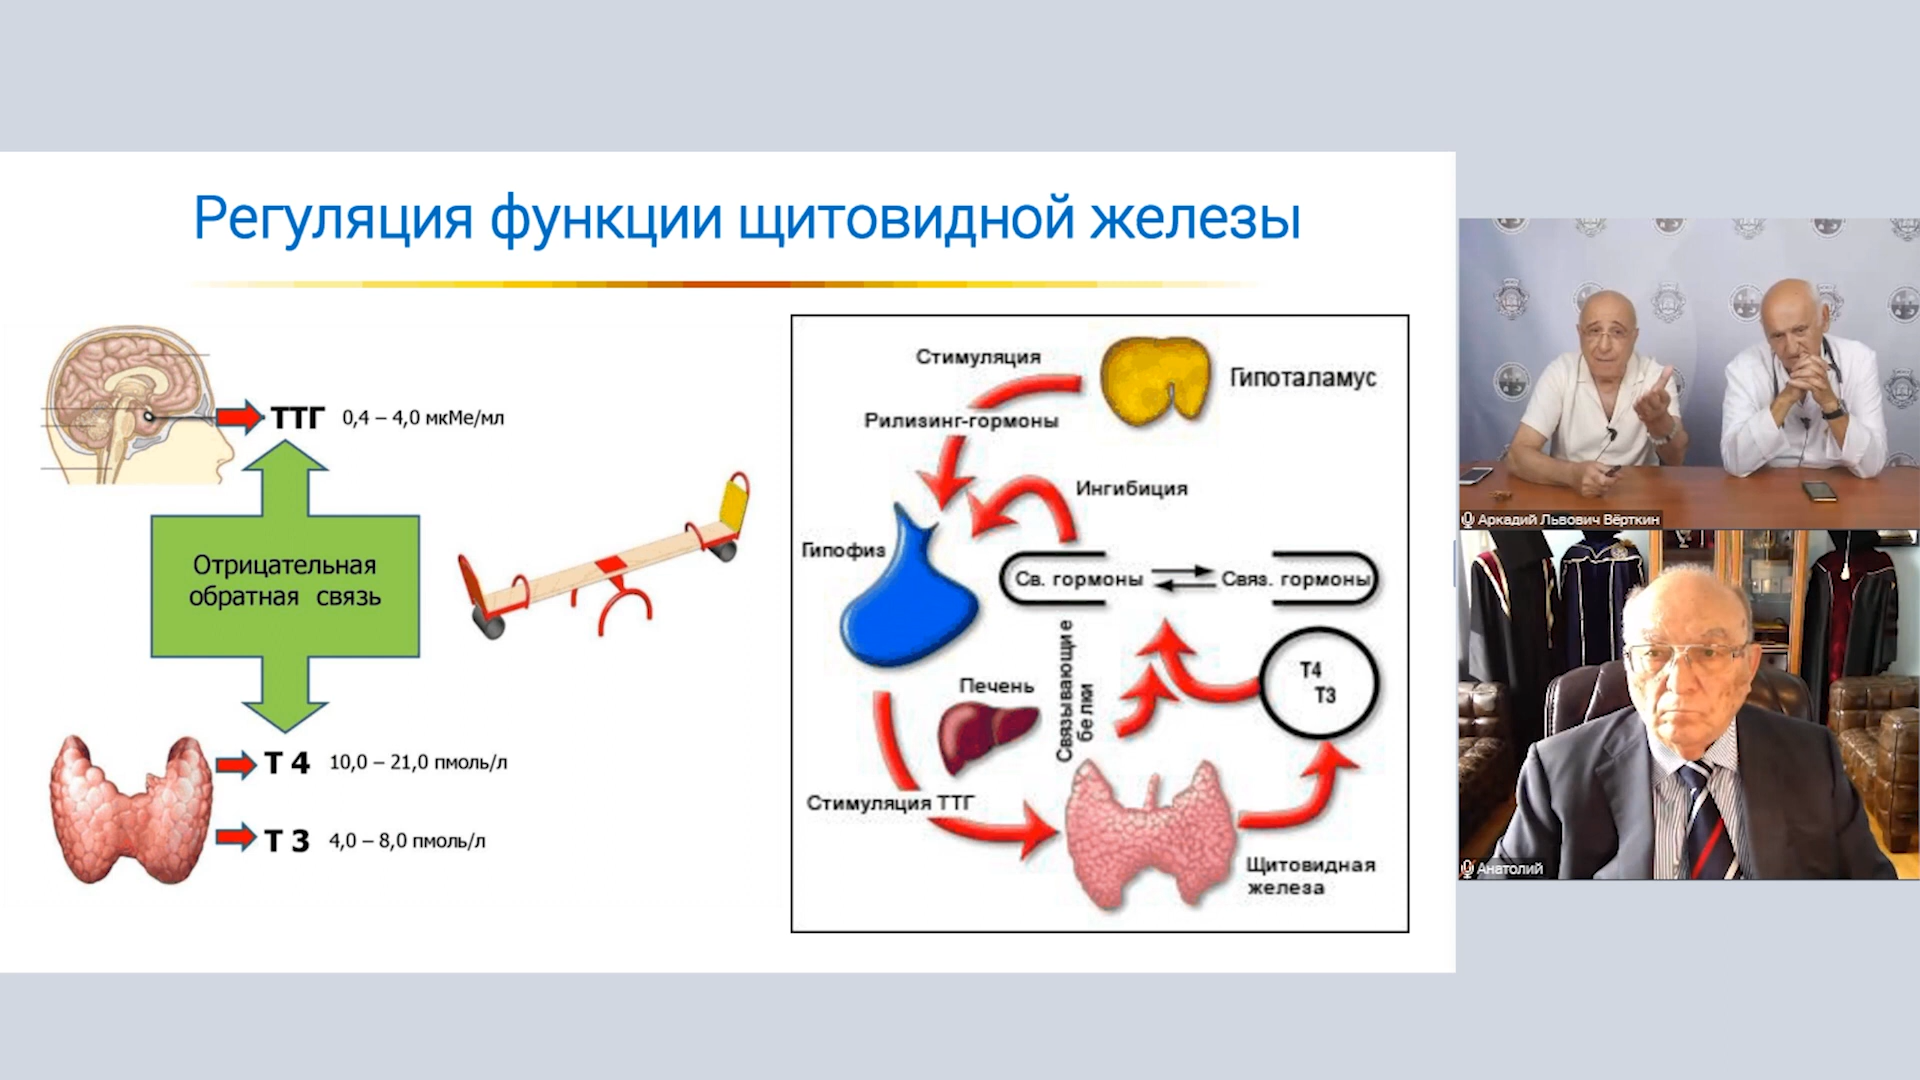 Регуляция функции щитовидной железы
ТТГ 0,4 – 4,0 мкМе/мл
Отрицательная
обратная связь
Т 4 10,0 – 21,0 пмоль/л
Т 3 4,0 – 8,0 пмоль/л
Стимуляция
Гипоталамус
Рилизинг-гормоны
Ингибиция
Гипофиз
Св. гормоны
Связ. гормоны
Связывающие
белки
Т4
Т3
Печень
Стимуляция ТТГ
Щитовидная
железа
Аркадий Львович Вёрткин
Анатолий